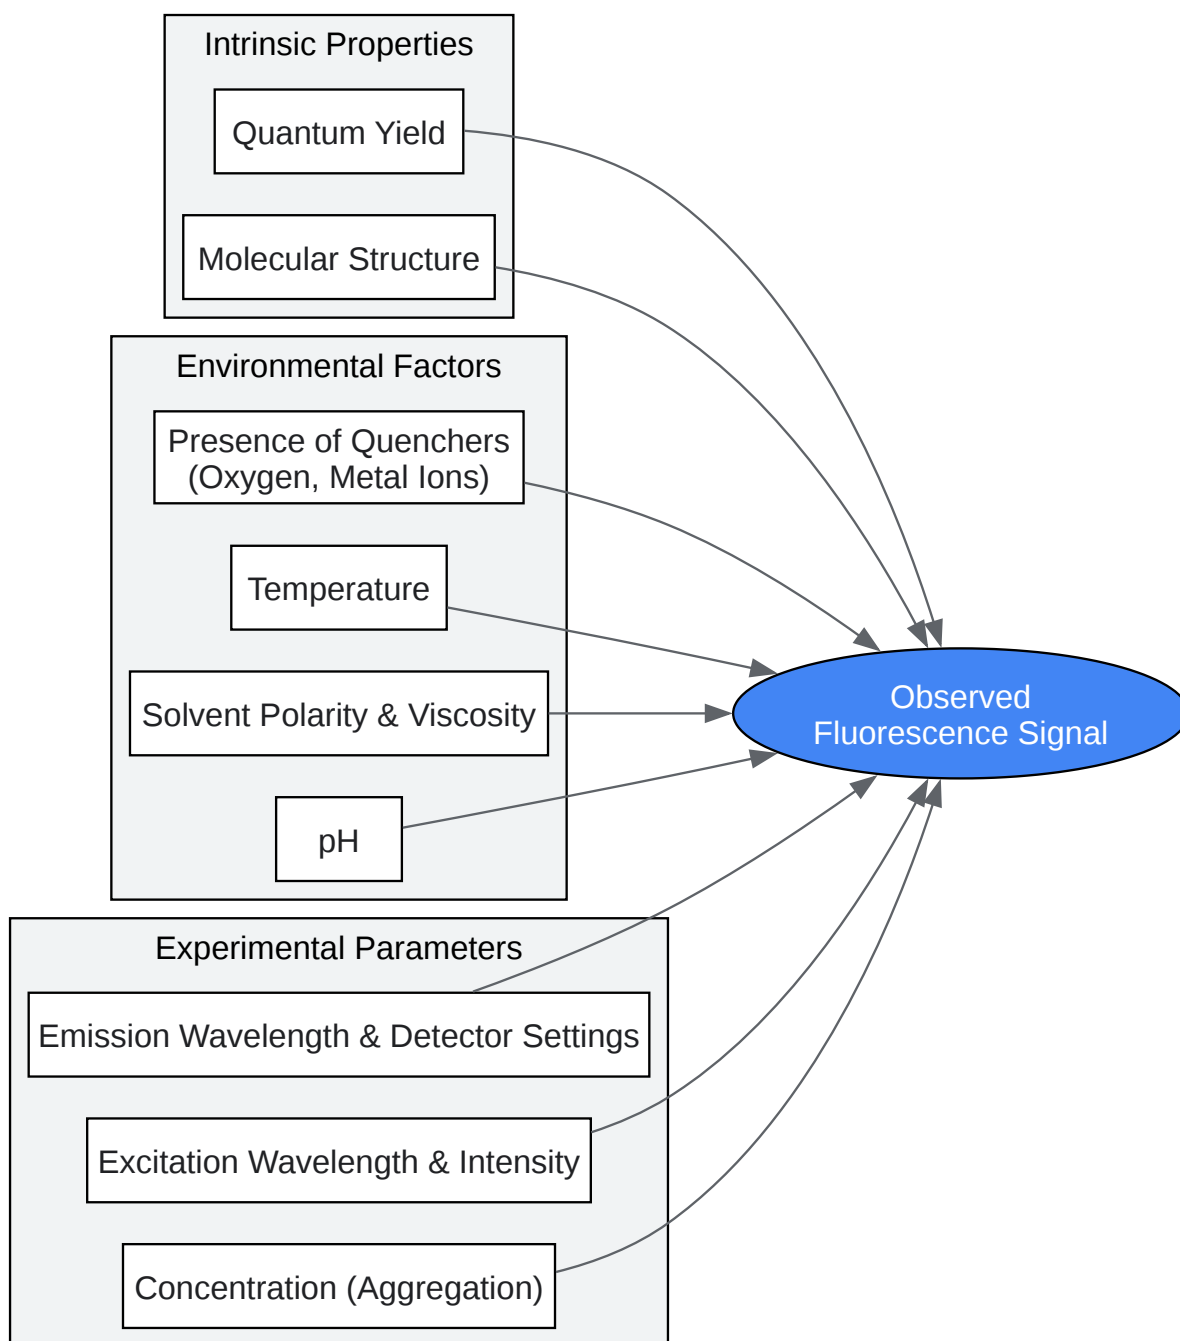 Intrinsic Properties
Quantum Yield
Molecular Structure
Environmental Factors
Presence of Quenchers
(Oxygen, Metal Ions)
Temperature
Solvent Polarity & Viscosity
pH
Experimental Parameters
Emission Wavelength & Detector Settings
Excitation Wavelength & Intensity
Concentration (Aggregation)
Observed
Fluorescence Signal